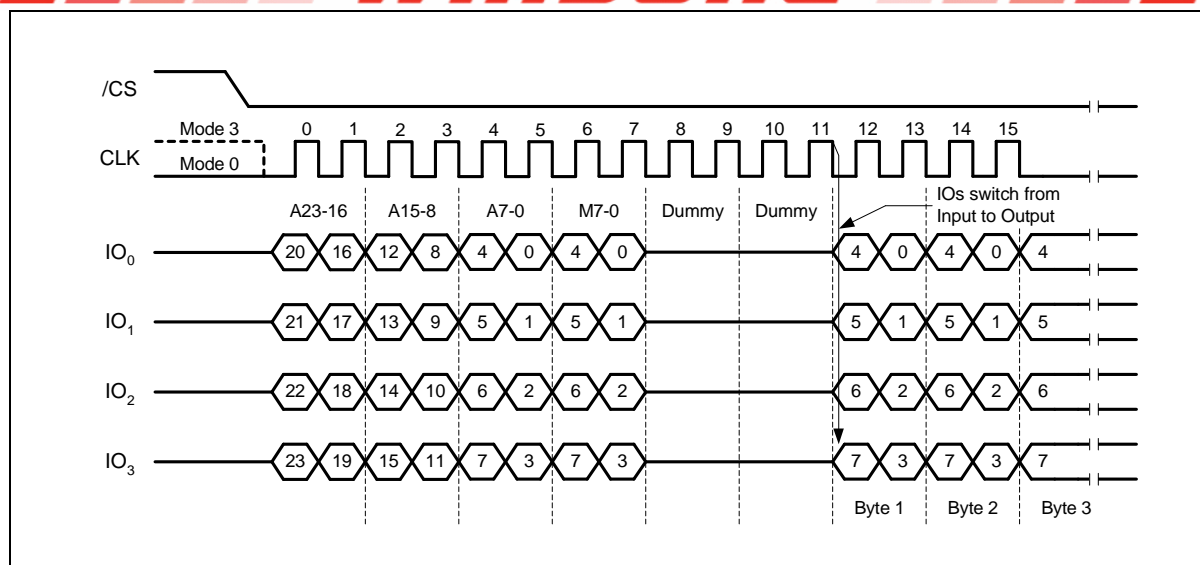 /CS
Mode 3
0 1 2 3 4 5 6 7 8 9 10 11 12 13 14 15
CLK
Mode 0
IOs switch from
Input to Output
A23-16 A15-8 A7-0 M7-0 Dummy Dummy
IO0 20 16 12 8 4 0 4 0 4 0 4 0 4
IO1 21 17 13 9 5 1 5 1 5 1 5 1 5
IO2 22 18 14 10 6 2 6 2 6 2 6 2 6
IO3 23 19 15 11 7 3 7 3 7 3 7 3 7
Byte 1 Byte 2 Byte 3